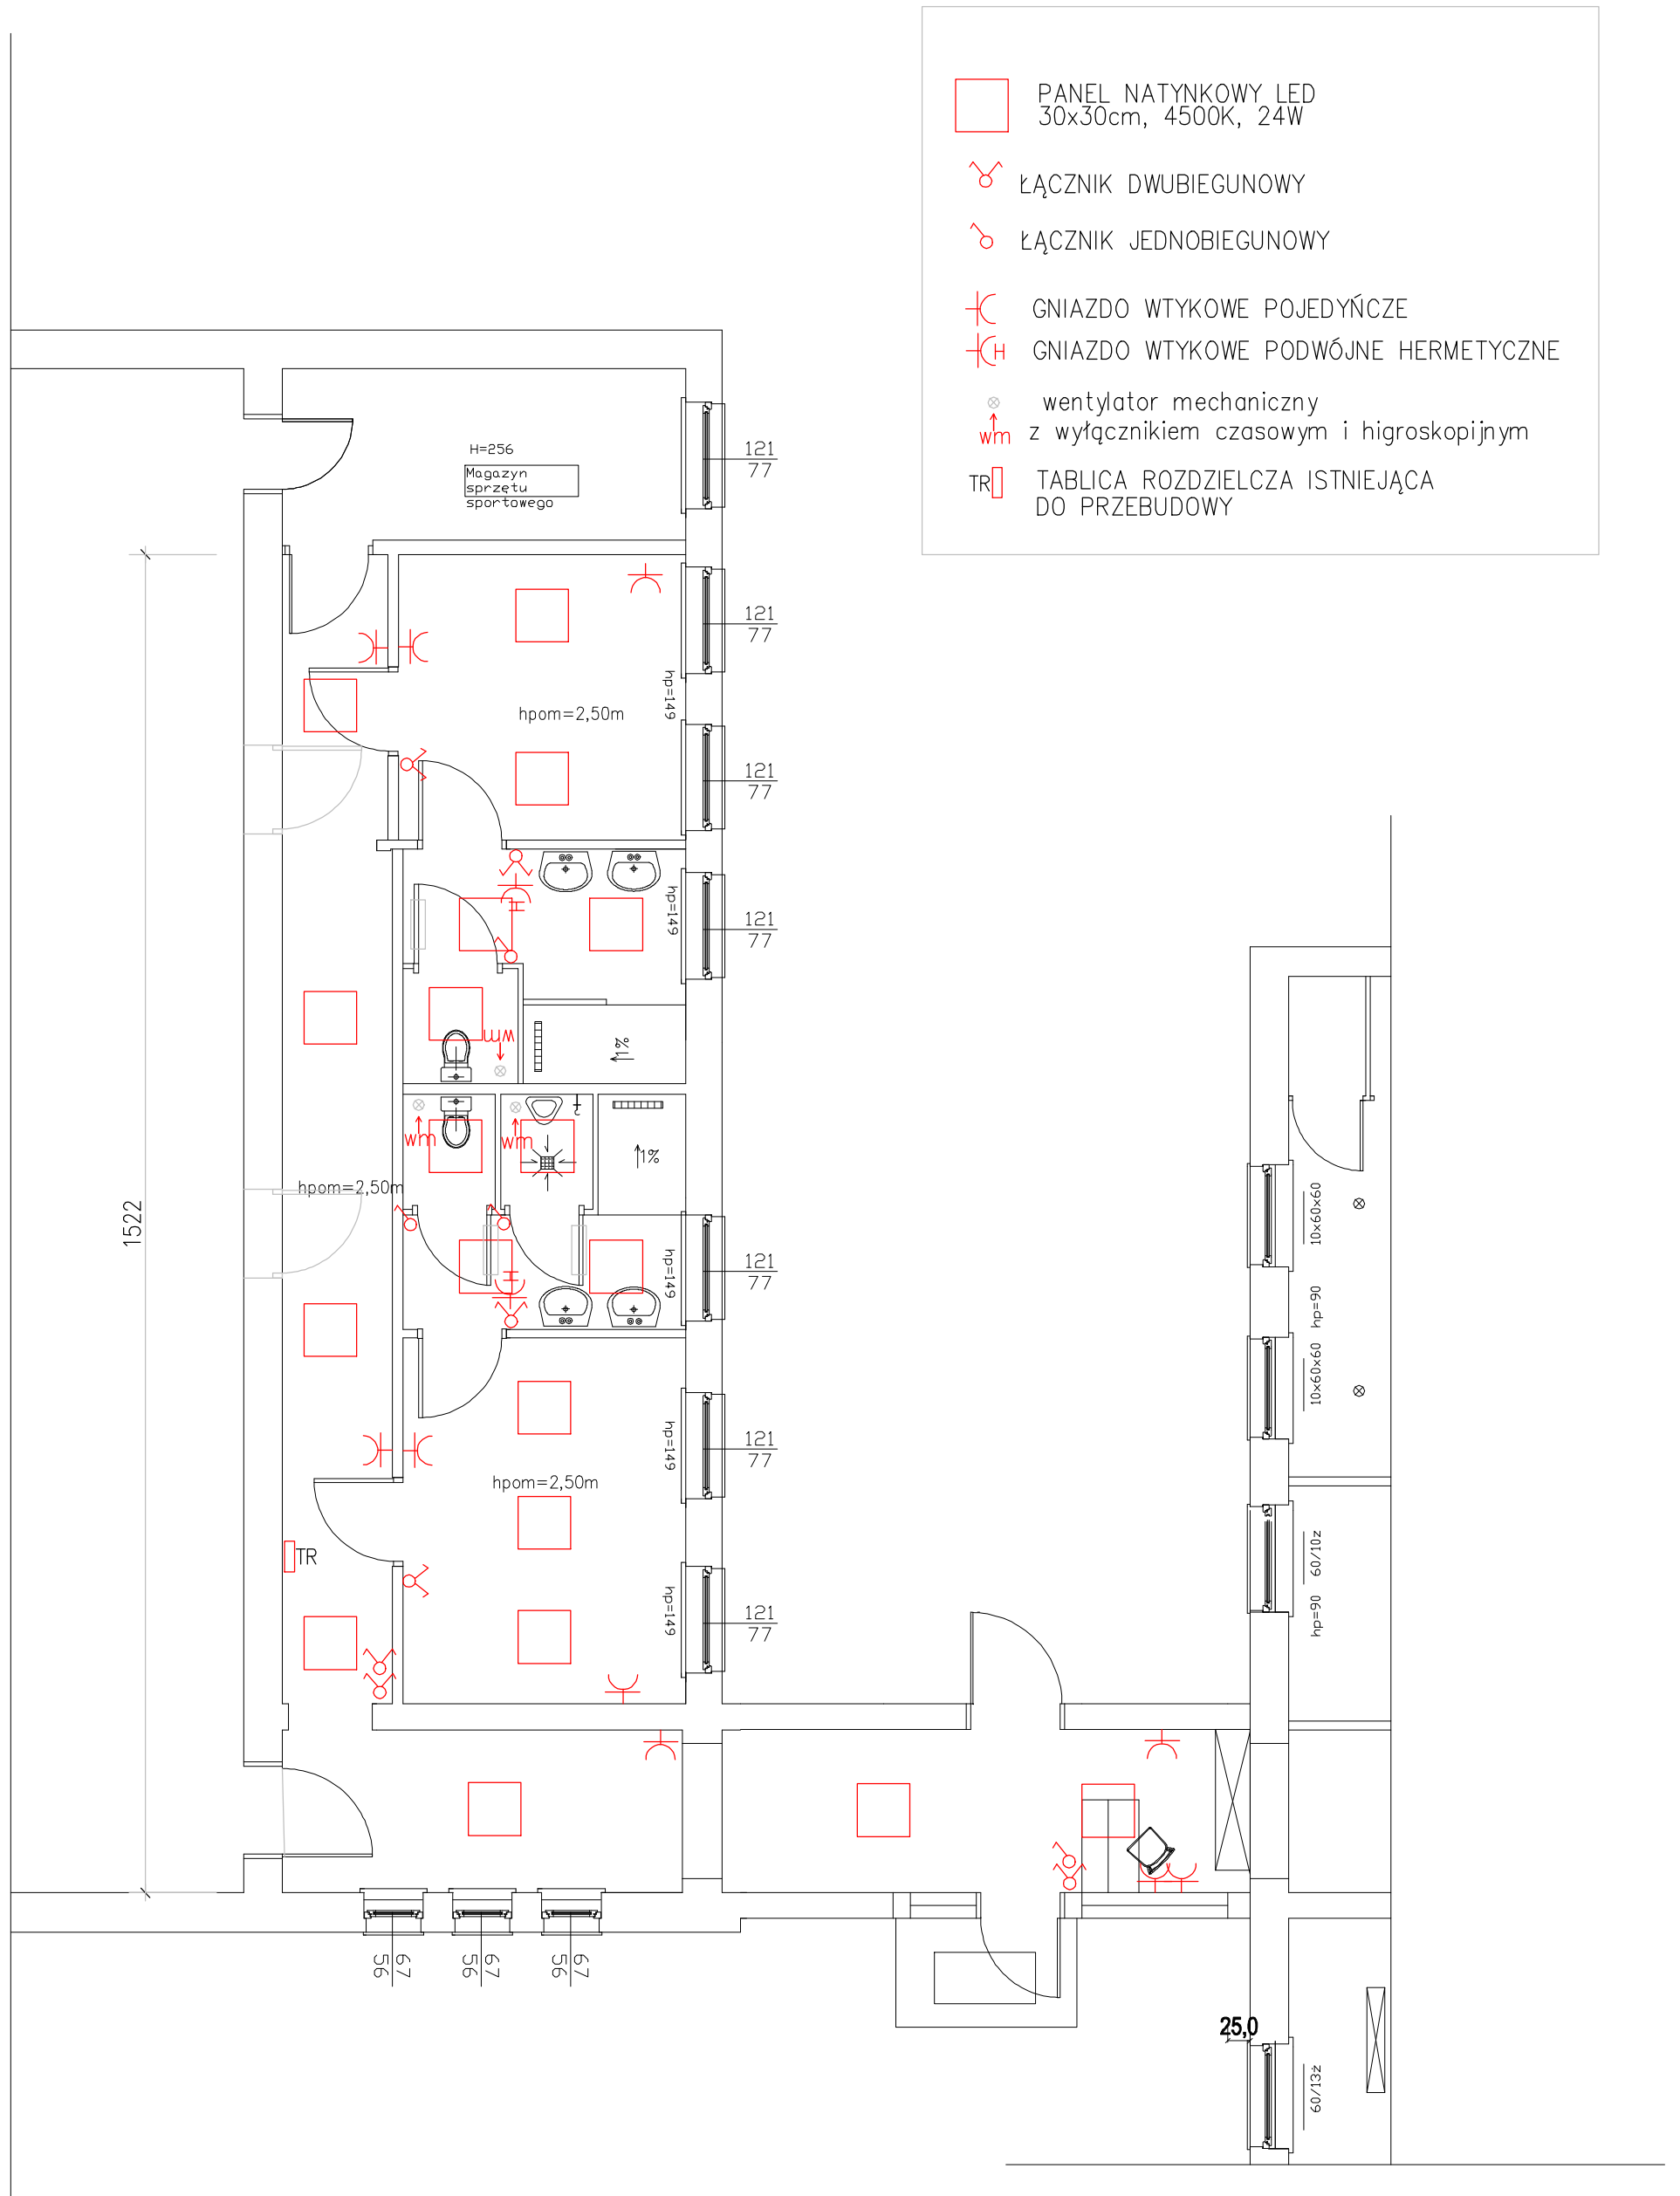 PANEL NATYNKOWY LED
30x30cm, 4500K, 24W
ŁĄCZNIK DWUBIEGUNOWY
ŁĄCZNIK JEDNOBIEGUNOWY
GNIAZDO WTYKOWE POJEDYŃCZE
H GNIAZDO WTYKOWE PODWÓJNE HERMETYCZNE
wentylator mechaniczny
wm z wyłącznikiem czasowym i higroskopijnym
TR TABLICA ROZDZIELCZA ISTNIEJĄCA
DO PRZEBUDOWY
H=256
Magazyn
sprzętu
sportowego
121
77
121
77
hp=149
hpom=2,50m
121
77
hp=149
121
77
H
wm
1%
wm
wm
1%
hpom=2,50m
1522
10x60x60
hp=149
121
77
H
hp=90
10x60x60
hp=149
121
77
hpom=2,50m
60/10z
TR
hp=149
121
77
hp=90
67
56
67
56
67
56
25,0
60/13z